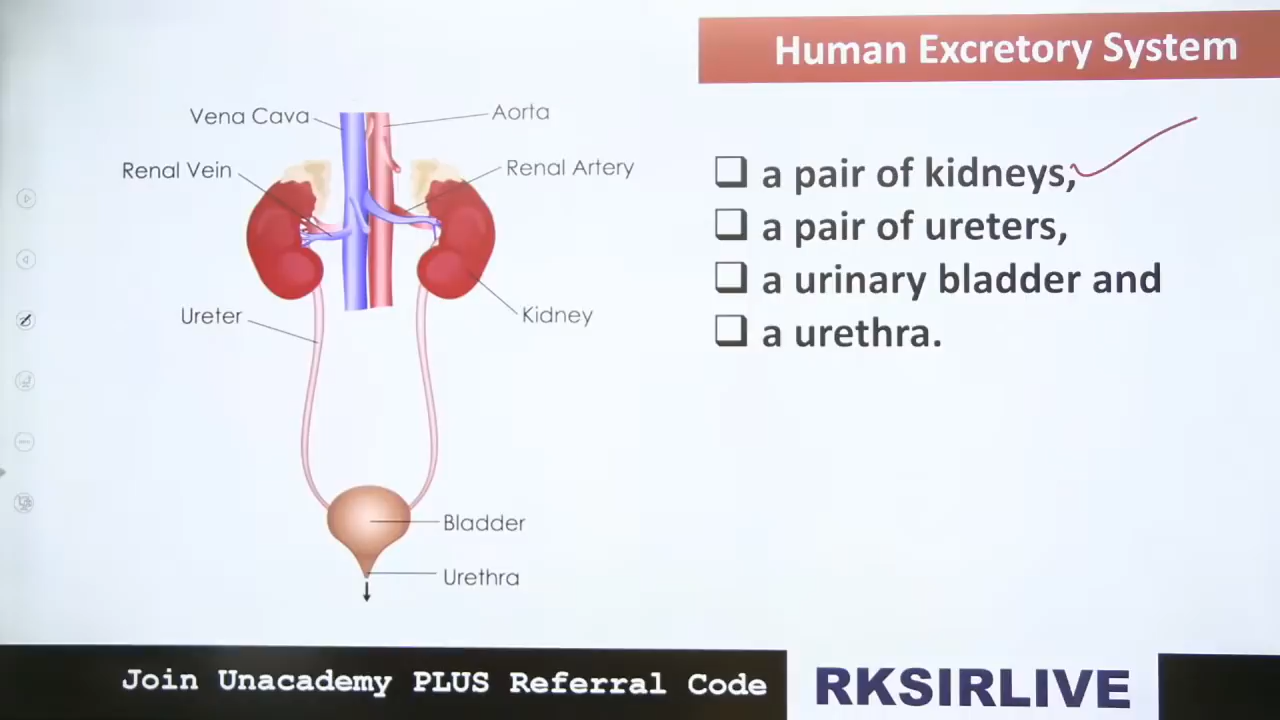 Human Excretory System
Vena Cava
Aorta
Renal Vein
Renal Artery
❑ a pair of kidneys,
❑ a pair of ureters,
❑ a urinary bladder and
❑ a urethra.
Ureter
Kidney
Bladder
Urethra
Join Unacademy PLUS Referral Code
RKSIRLIVE